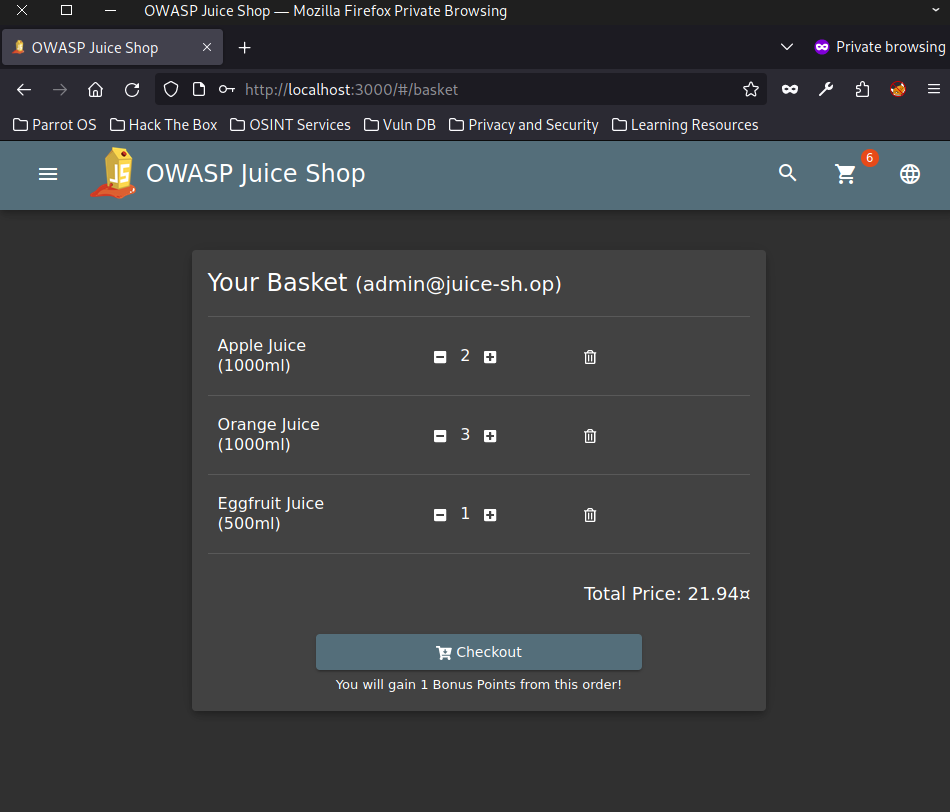 OWASP Juice Shop — Mozilla Firefox Private Browsing
OWASP Juice Shop
Private browsing
http://localhost:3000/#/basket
Parrot OS Hack The Box OSINT Services Vuln DB Privacy and Security Learning Resources
JS
OWASP Juice Shop
6
Your Basket (admin@juice-sh.op)
Apple Juice
(1000ml)
2
Orange Juice
(1000ml)
3
Eggfruit Juice
(500ml)
1
Total Price: 21.94¤
Checkout
You will gain 1 Bonus Points from this order!